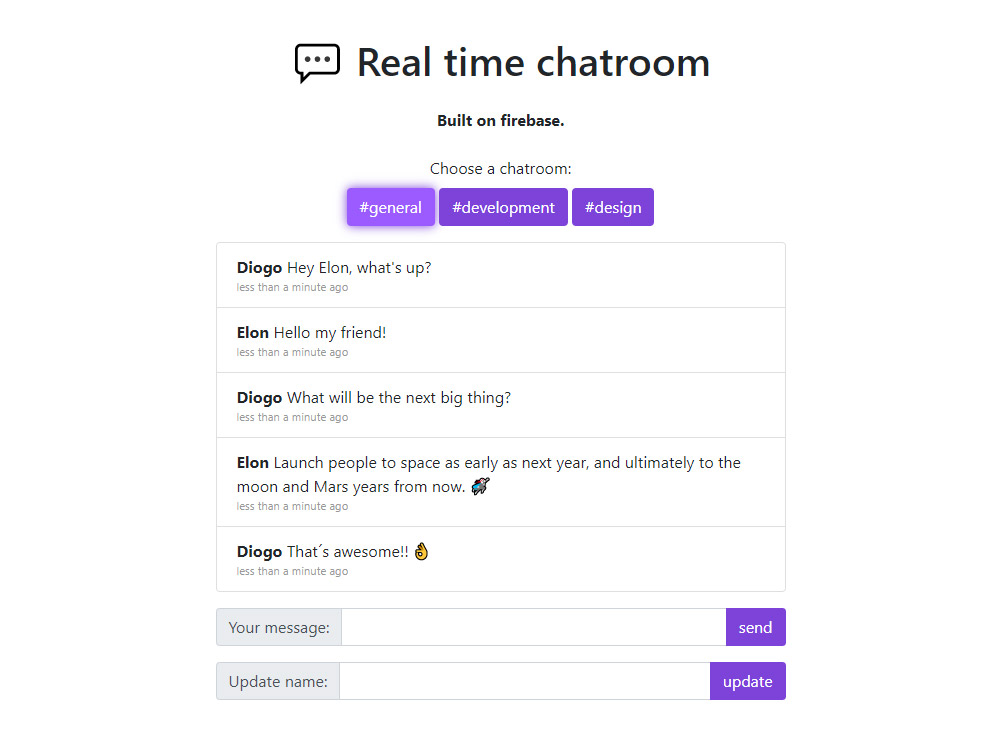 Real time chatroom
Built on firebase.
Choose a chatroom:
#general #development #design
Diogo Hey Elon, what's up?
less than a minute ago
Elon Hello my friend!
less than a minute ago
Diogo What will be the next big thing?
less than a minute ago
Elon Launch people to space as early as next year, and ultimately to the
moon and Mars years from now. 🚀
less than a minute ago
Diogo That´s awesome!! 👌
less than a minute ago
Your message: send
Update name: update